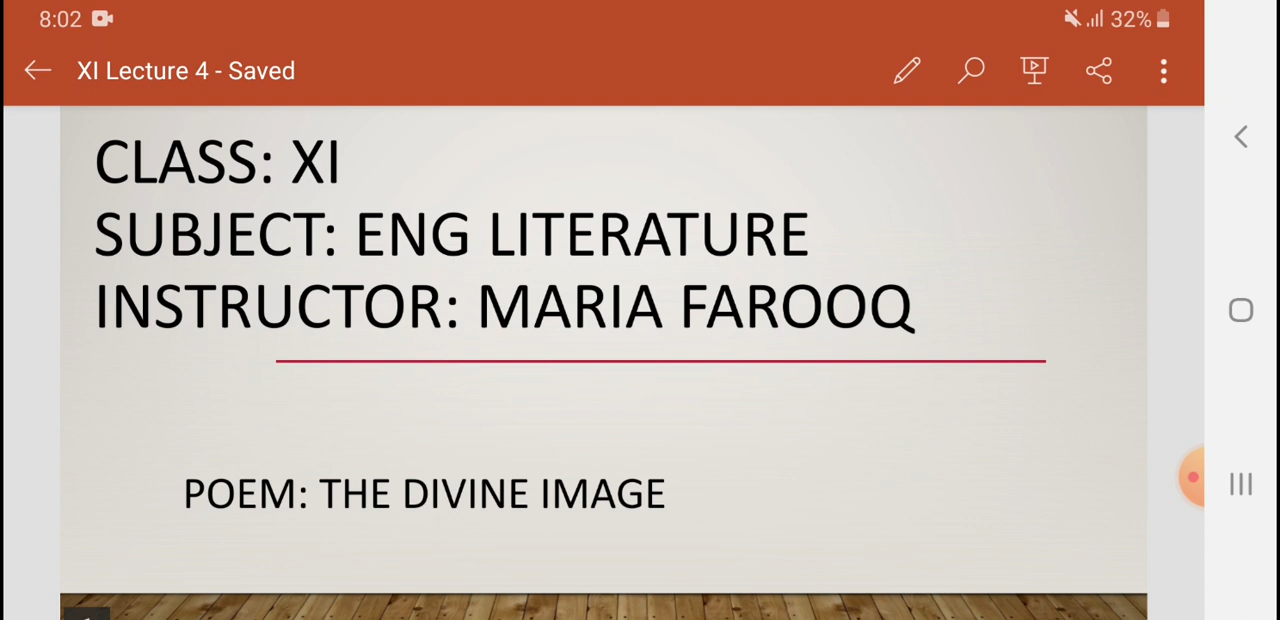 8:02
32%
XI Lecture 4 - Saved
CLASS: XI
SUBJECT: ENG LITERATURE
INSTRUCTOR: MARIA FAROOQ
POEM: THE DIVINE IMAGE